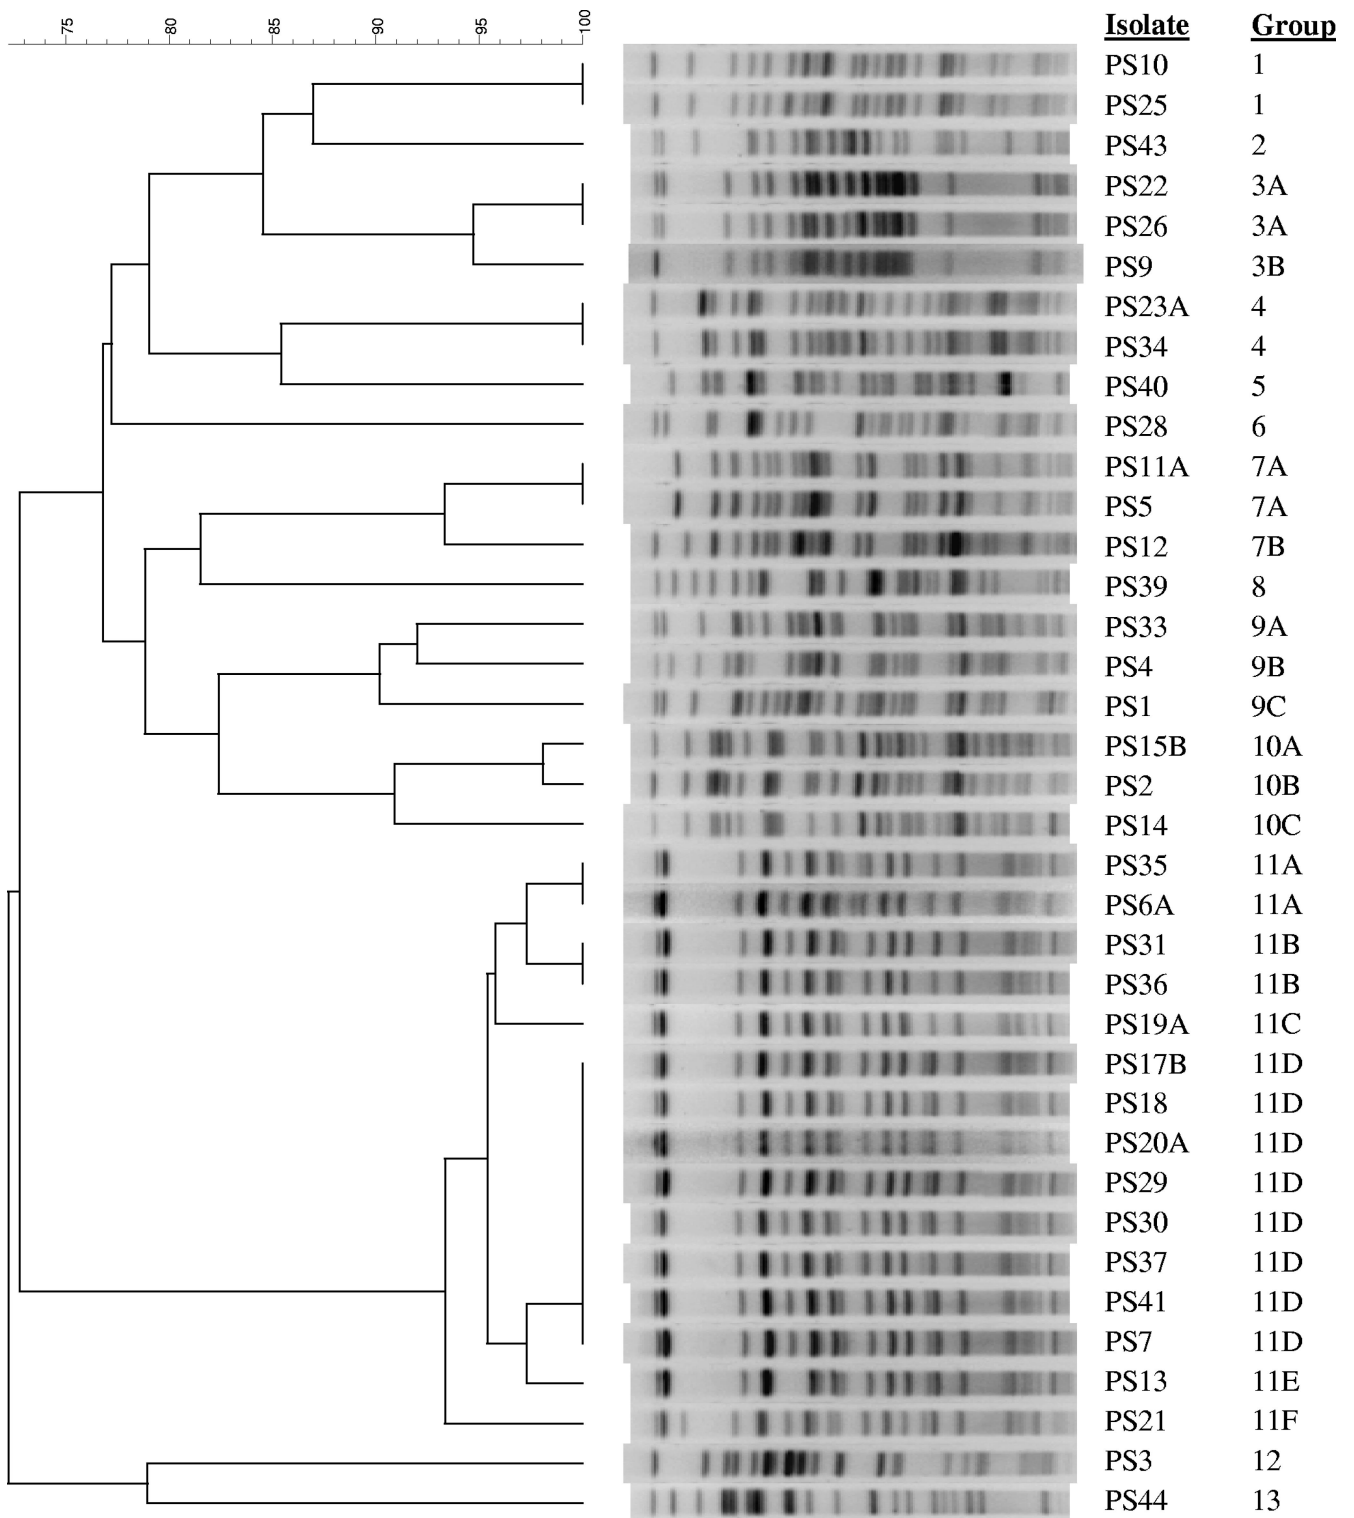 75 80 85 90 95 100
Isolate Group
PS10 1
PS25 1
PS43 2
PS22 3A
PS26 3A
PS9 3B
PS23A 4
PS34 4
PS40 5
PS28 6
PS11A 7A
PS5 7A
PS12 7B
PS39 8
PS33 9A
PS4 9B
PS1 9C
PS15B 10A
PS2 10B
PS14 10C
PS35 11A
PS6A 11A
PS31 11B
PS36 11B
PS19A 11C
PS17B 11D
PS18 11D
PS20A 11D
PS29 11D
PS30 11D
PS37 11D
PS41 11D
PS7 11D
PS13 11E
PS21 11F
PS3 12
PS44 13